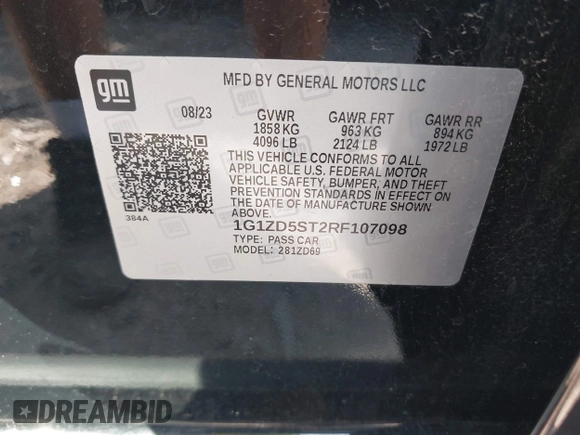 gm
MFD BY GENERAL MOTORS LLC
08/23 GVWR GAWR FRT GAWR RR
1858 KG 963 KG 894 KG
4096 LB 2124 LB 1972 LB
THIS VEHICLE CONFORMS TO ALL
APPLICABLE U.S. FEDERAL MOTOR
VEHICLE SAFETY, BUMPER, AND THEFT
PREVENTION STANDARDS IN EFFECT ON
THE DATE OF MANUFACTURE SHOWN
ABOVE.
384A
1G1ZD5ST2RF107098
TYPE: PASS CAR
MODEL: 281ZD69
DREAMBID